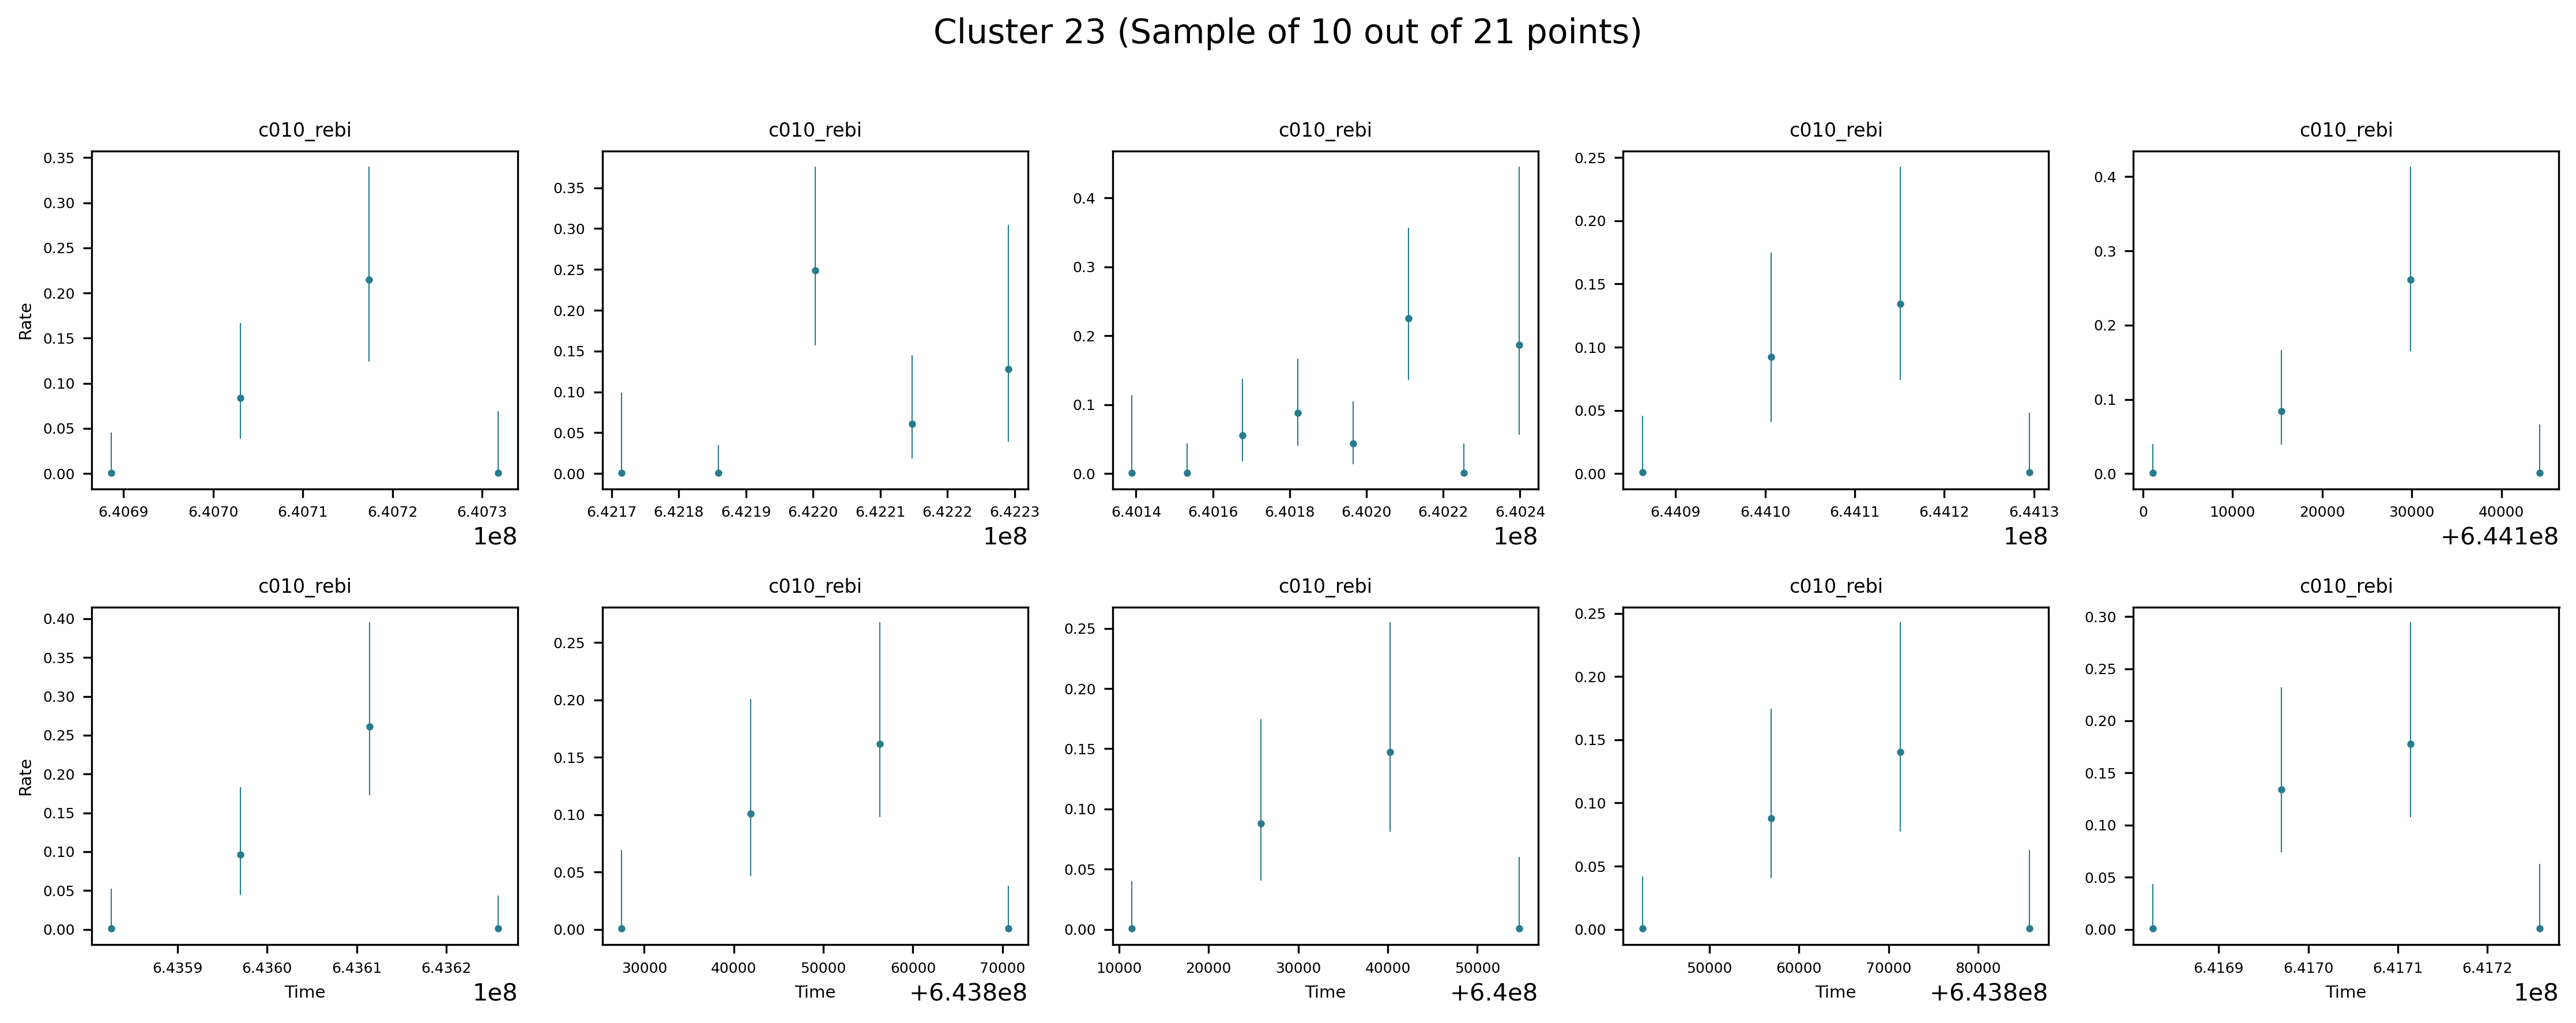 Cluster 23 (Sample of 10 out of 21 points)
c010_rebi c010_rebi c010_rebi c010_rebi c010_rebi
Rate
0.35
0.30
0.25
0.20
0.15
0.10
0.05
0.00
6.4069 6.4070 6.4071 6.4072 6.4073
1e8
0.35
0.30
0.25
0.20
0.15
0.10
0.05
0.00
6.4217 6.4218 6.4219 6.4220 6.4221 6.4222 6.4223
1e8
0.4
0.3
0.2
0.1
0.0
6.4014 6.4016 6.4018 6.4020 6.4022 6.4024
1e8
0.25
0.20
0.15
0.10
0.05
0.00
6.4409 6.4410 6.4411 6.4412 6.4413
1e8
0.4
0.3
0.2
0.1
0.0
0 10000 20000 30000 40000
+6.441e8
c010_rebi c010_rebi c010_rebi c010_rebi c010_rebi
Rate
0.40
0.35
0.30
0.25
0.20
0.15
0.10
0.05
0.00
6.4359 6.4360 6.4361 6.4362
Time 1e8
0.25
0.20
0.15
0.10
0.05
0.00
30000 40000 50000 60000 70000
Time +6.438e8
0.25
0.20
0.15
0.10
0.05
0.00
10000 20000 30000 40000 50000
Time +6.4e8
0.25
0.20
0.15
0.10
0.05
0.00
50000 60000 70000 80000
Time +6.438e8
0.30
0.25
0.20
0.15
0.10
0.05
0.00
6.4169 6.4170 6.4171 6.4172
Time 1e8